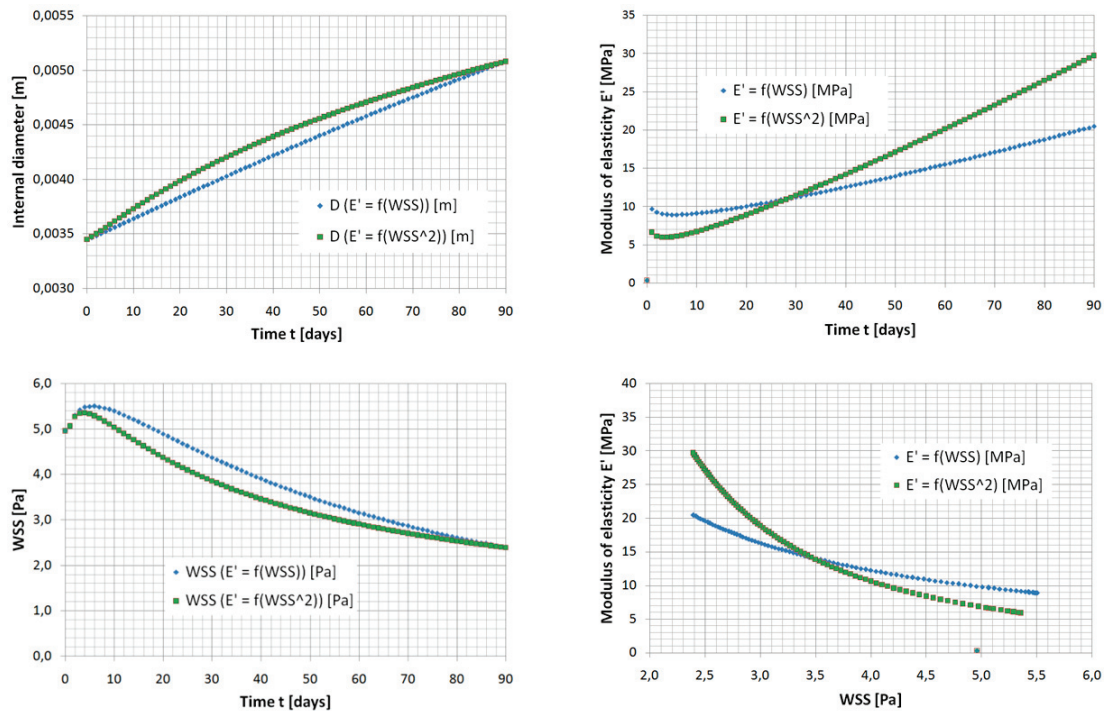 Internal diameter [m]
0,0055
0,0050
0,0045
0,0040
0,0035
0,0030
D (E' = f(WSS)) [m]
D (E' = f(WSS^2)) [m]
0 10 20 30 40 50 60 70 80 90
Time t [days]
Modulus of elasticity E' [MPa]
35
30
25
20
15
10
5
0
E' = f(WSS) [MPa]
E' = f(WSS^2) [MPa]
0 10 20 30 40 50 60 70 80 90
Time t [days]
WSS [Pa]
6,0
5,0
4,0
3,0
2,0
1,0
0,0
WSS (E' = f(WSS)) [Pa]
WSS (E' = f(WSS^2)) [Pa]
0 10 20 30 40 50 60 70 80 90
Time t [days]
Modulus of elasticity E' [MPa]
40
35
30
25
20
15
10
5
0
E' = f(WSS) [MPa]
E' = f(WSS^2) [MPa]
2,0 2,5 3,0 3,5 4,0 4,5 5,0 5,5 6,0
WSS [Pa]